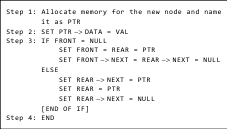 Step 1: Allocate memory for the new node and name
it as PTR
Step 2: SET PTR->DATA = VAL
Step 3: IF FRONT = NULL
SET FRONT = REAR = PTR
SET FRONT->NEXT = REAR->NEXT = NULL
ELSE
SET REAR->NEXT = PTR
SET REAR = PTR
SET REAR->NEXT = NULL
[END OF IF]
Step 4: END